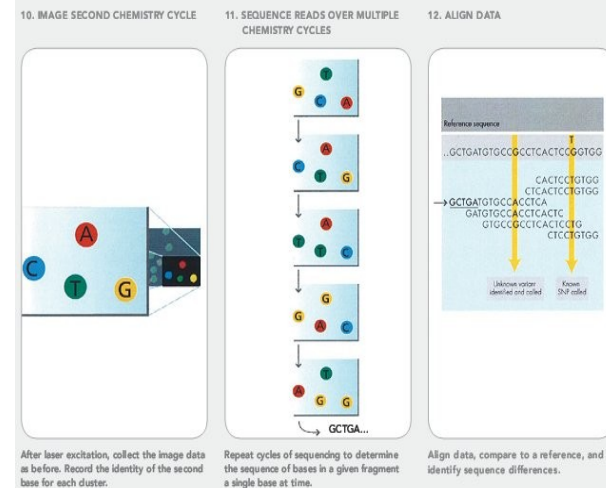 10. IMAGE SECOND CHEMISTRY CYCLE
A
C
T
G
After laser excitation, collect the image data
as before. Record the identity of the second
base for each cluster.
11. SEQUENCE READS OVER MULTIPLE
CHEMISTRY CYCLES
T
G
C
A
A
C
T
G
A
T
T
C
G
G
A
C
T
A
G
G
GCTGA...
Repeat cycles of sequencing to determine
the sequence of bases in a given fragment
a single base at time.
12. ALIGN DATA
Reference sequence
T
..GCTGATGTGCCGCCTCACTCCGGTGG
CACTCCTGTGG
CTCACTCCTGTGG
GCTGATGTGCCACCTCA
GATGTGCCACCTCACTC
GTGCCGCCTCACTCCTG
CTCCTGTGG
Unknown variant
identified and called
Known
SNP called
Align data, compare to a reference, and
identify sequence differences.